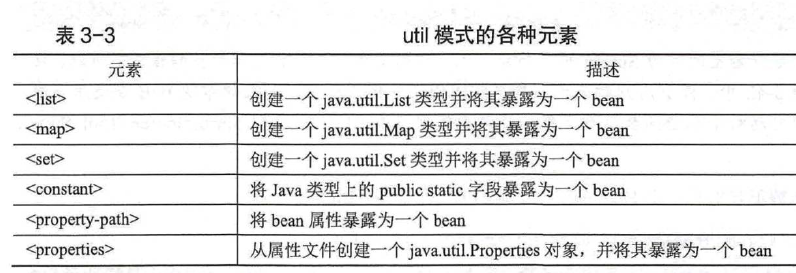 表 3-3 util 模式的各种元素
元素 描述
<list> 创建一个 java.util.List 类型并将其暴露为一个 bean
<map> 创建一个 java.util.Map 类型并将其暴露为一个 bean
<set> 创建一个 java.util.Set 类型并将其暴露为一个 bean
<constant> 将 Java 类型上的 public static 字段暴露为一个 bean
<property-path> 将 bean 属性暴露为一个 bean
<properties> 从属性文件创建一个 java.util.Properties 对象，并将其暴露为一个 bean